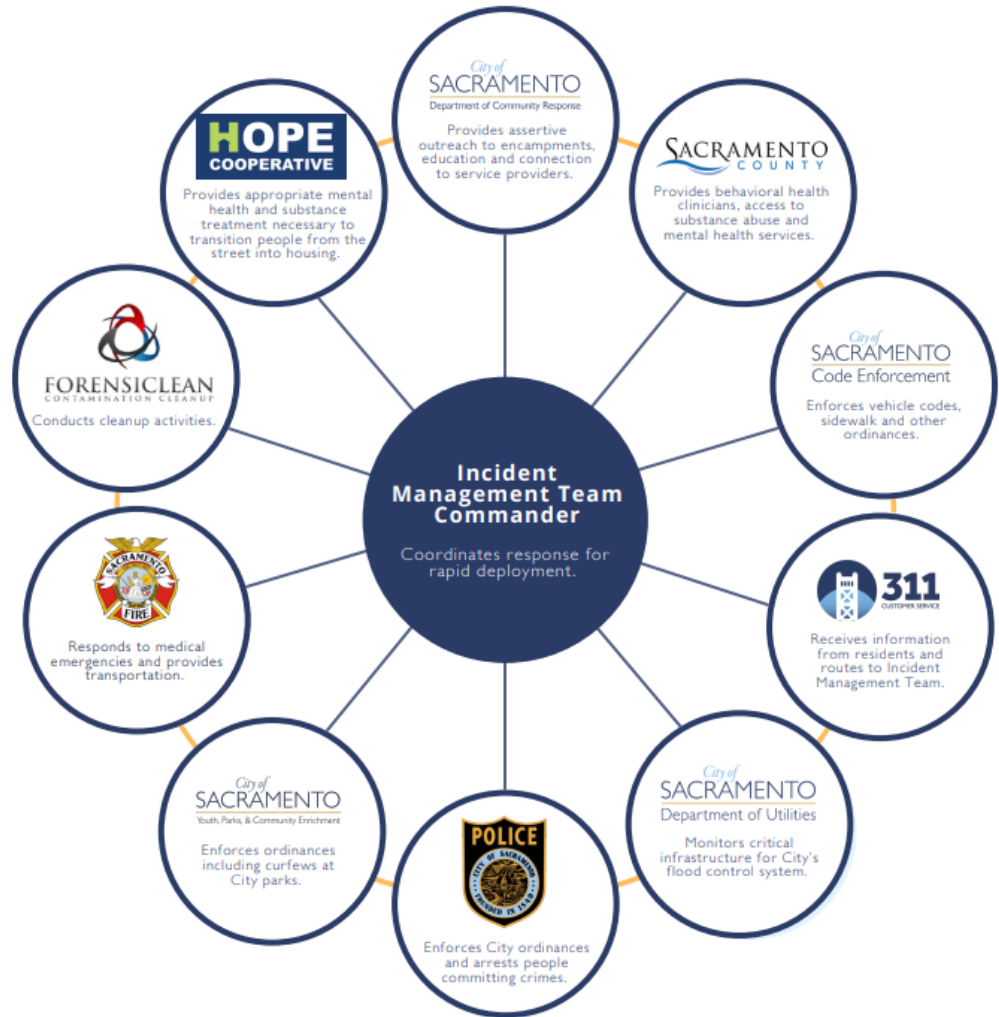 City of
SACRAMENTO
Department of Community Response
Provides assertive
outreach to encampments,
education and connection
to service providers.
SACRAMENTO
COUNTY
Provides behavioral health
clinicians, access to
substance abuse and
mental health services.
City of
SACRAMENTO
Code Enforcement
Enforces vehicle codes,
sidewalk and other
ordinances.
311
CUSTOMER SERVICE
Receives information
from residents and
routes to Incident
Management Team.
City of
SACRAMENTO
Department of Utilities
Monitors critical
infrastructure for City's
flood control system.
POLICE
CITY OF SACRAMENTO
FOUNDED IN 1849
Enforces City ordinances
and arrests people
committing crimes.
City of
SACRAMENTO
Youth, Parks, & Community Enrichment
Enforces ordinances
including curfews at
City parks.
SACRAMENTO
FIRE
Responds to medical
emergencies and provides
transportation.
FORENSICLEAN
CONTAMINATION CLEANUP
Conducts cleanup activities.
HOPE
COOPERATIVE
Provides appropriate mental
health and substance
treatment necessary to
transition people from the
street into housing.
Incident
Management Team
Commander
Coordinates response for
rapid deployment.